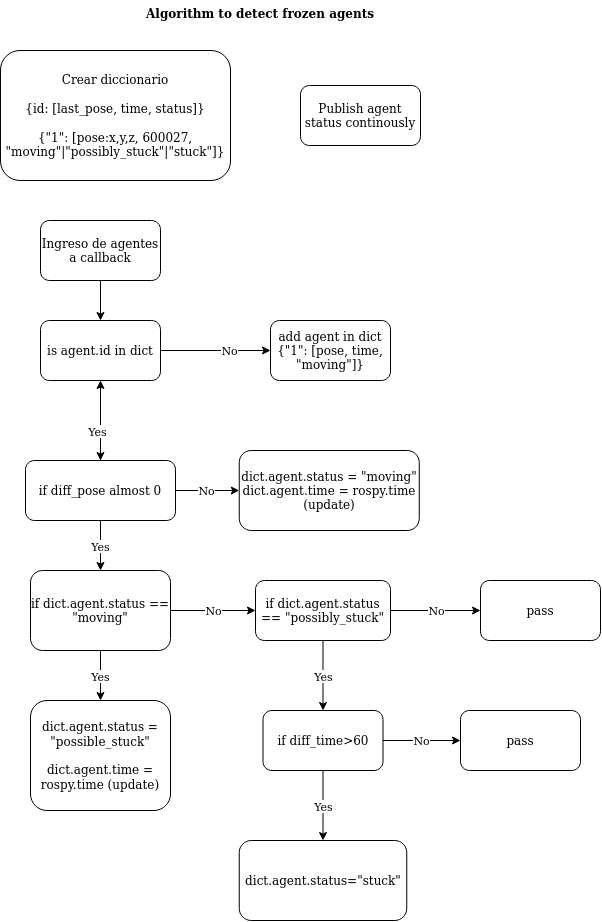 Algorithm to detect frozen agents
Crear diccionario
{id: [last_pose, time, status]}
{"1": [pose:x,y,z, 600027,
"moving"|"possibly_stuck"|"stuck"]}
Publish agent
status continously
Ingreso de agentes
a callback
is agent.id in dict
No
add agent in dict
{"1": [pose, time,
"moving"]}
Yes
if diff_pose almost 0
No
dict.agent.status = "moving"
dict.agent.time = rospy.time
(update)
Yes
if dict.agent.status ==
"moving"
No
if dict.agent.status
== "possibly_stuck"
No
pass
Yes
dict.agent.status =
"possible_stuck"
dict.agent.time =
rospy.time (update)
Yes
if diff_time>60
No
pass
Yes
dict.agent.status="stuck"